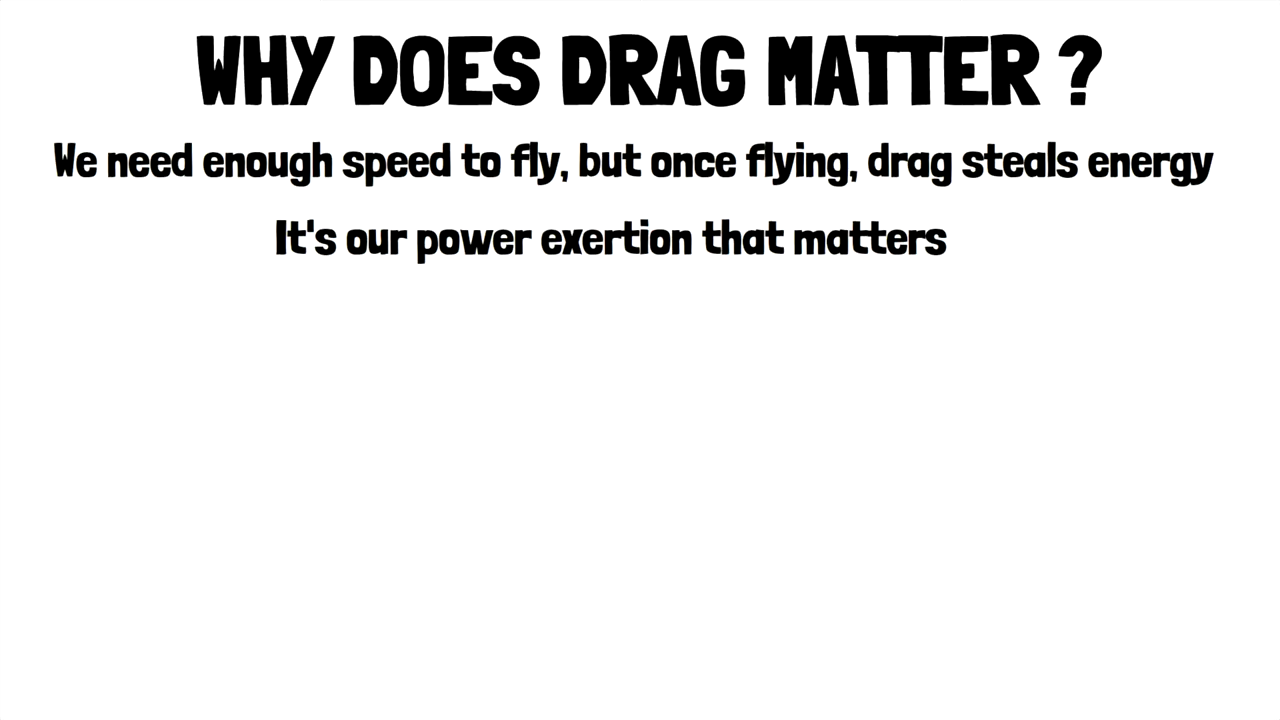 WHY DOES DRAG MATTER ?
We need enough speed to fly, but once flying, drag steals energy
It's our power exertion that matters